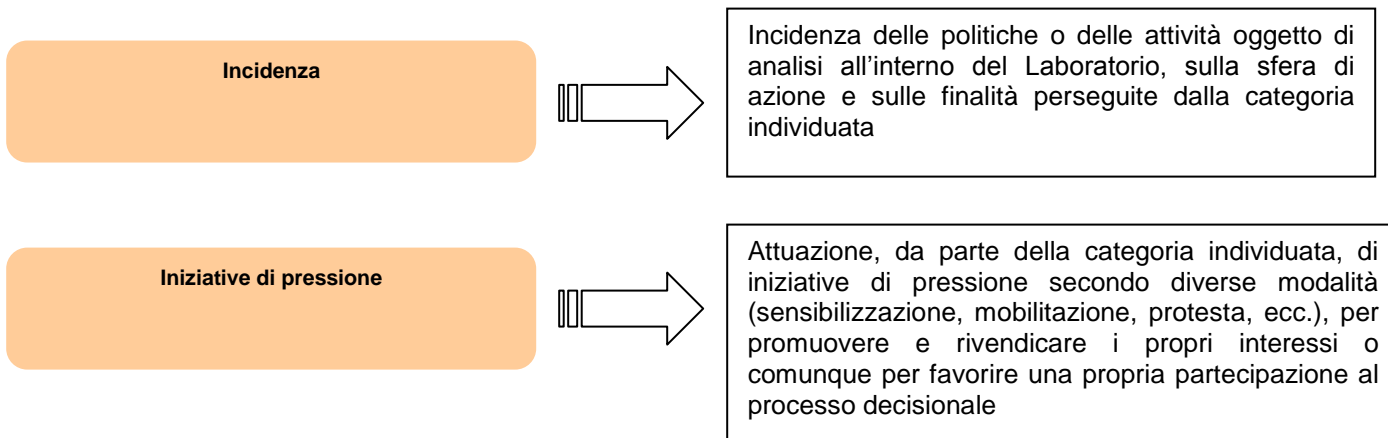 Incidenza
Incidenza delle politiche o delle attività oggetto di
analisi all’interno del Laboratorio, sulla sfera di
azione e sulle finalità perseguite dalla categoria
individuata
Iniziative di pressione
Attuazione, da parte della categoria individuata, di
iniziative di pressione secondo diverse modalità
(sensibilizzazione, mobilitazione, protesta, ecc.), per
promuovere e rivendicare i propri interessi o
comunque per favorire una propria partecipazione al
processo decisionale